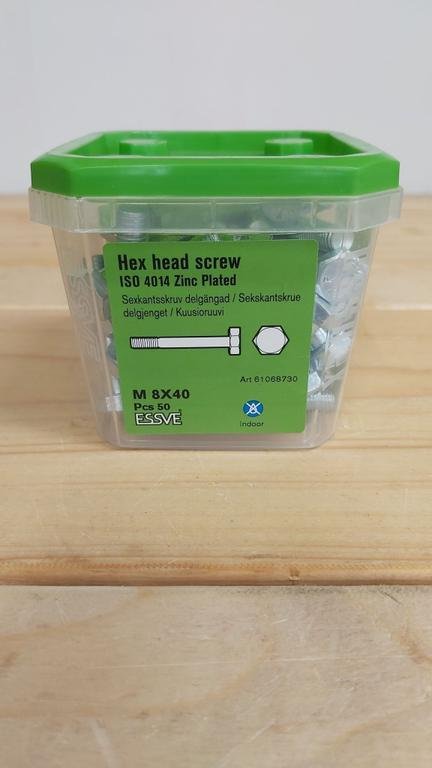 Hex head screw
ISO 4014 Zinc Plated
Sexkantsskruv delgängad / Sekskantskrue
delgjenget / Kuusioruuvi
Art 61068730
M 8X40
Pcs 50
ESSVE
Indoor